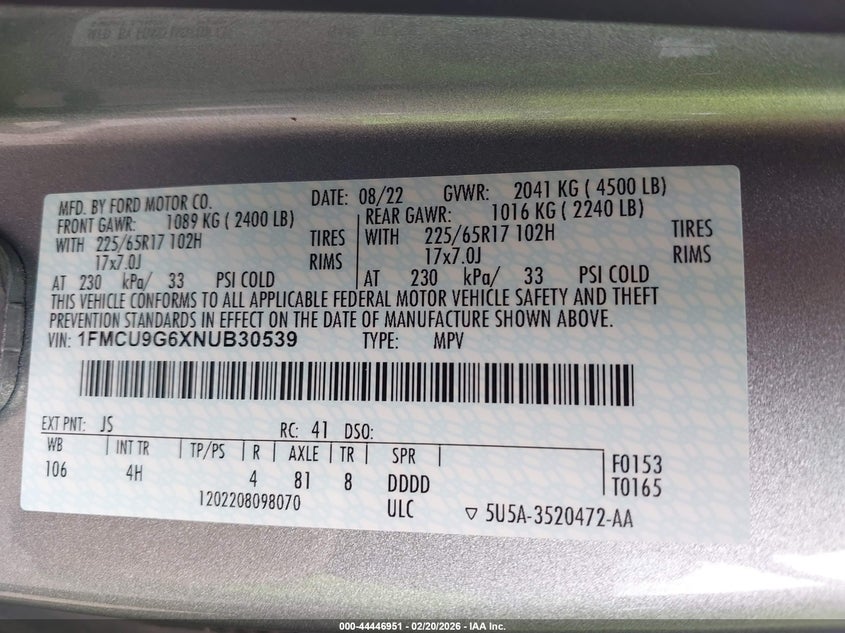 MFD. BY FORD MOTOR CO.
DATE: 08/22 GVWR: 2041 KG ( 4500 LB)
FRONT GAWR: 1089 KG ( 2400 LB)
REAR GAWR: 1016 KG ( 2240 LB)
WITH 225/65R17 102H TIRES
WITH 225/65R17 102H TIRES
17x7.0J RIMS
17x7.0J RIMS
AT 230 kPa/ 33 PSI COLD
AT 230 kPa/ 33 PSI COLD
THIS VEHICLE CONFORMS TO ALL APPLICABLE FEDERAL MOTOR VEHICLE SAFETY AND THEFT
PREVENTION STANDARDS IN EFFECT ON THE DATE OF MANUFACTURE SHOWN ABOVE.
VIN: 1FMCU9G6XNUB30539 TYPE: MPV
EXT PNT: JS RC: 41 DSO:
WB INT TR TP/PS R AXLE TR SPR
106 4H 4 81 8 DDDD
F0153
T0165
1202208098070 ULC
▽ 5U5A-3520472-AA
000-44446951 - 02/20/2026 - IAA Inc.